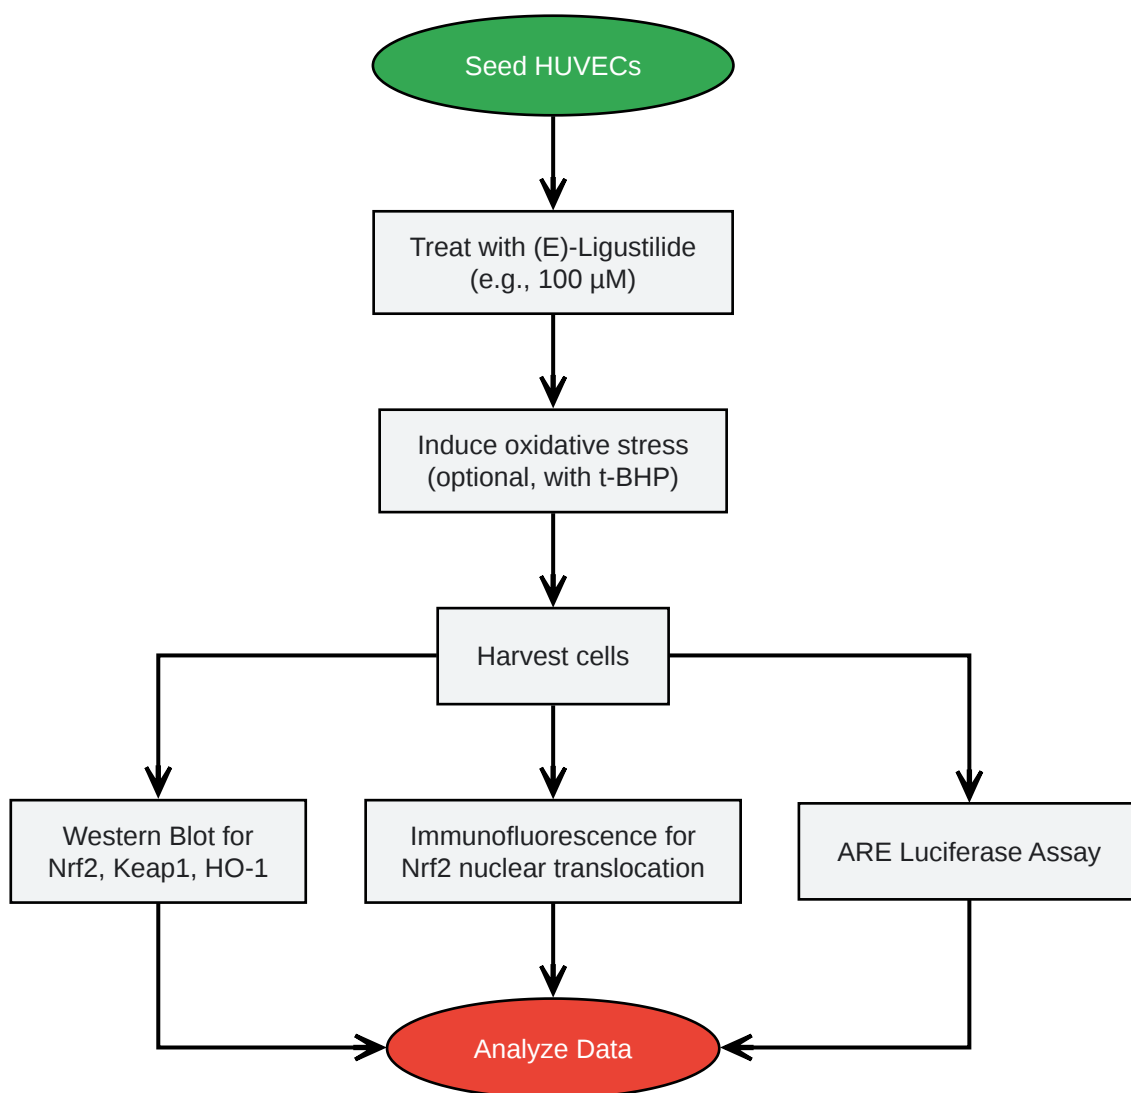 Seed HUVECs
Treat with (E)-Ligustilide
(e.g., 100 µM)
Induce oxidative stress
(optional, with t-BHP)
Harvest cells
Western Blot for
Nrf2, Keap1, HO-1
Immunofluorescence for
Nrf2 nuclear translocation
ARE Luciferase Assay
Analyze Data